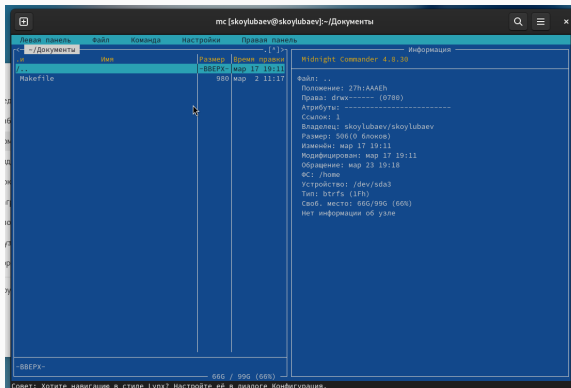 mc [skoylubaev@skoylubaev]:~/Документы
Левая панель Файл Команда Настройки Правая панель
~/Документы .[^]>
.и Имя Размер Время правки
/.. -ВВЕРХ- мар 17 19:11
Makefile 980 мар 2 11:17
-ВВЕРХ-
66G / 99G (66%)
Информация
Midnight Commander 4.8.30
Файл: ..
Положение: 27h:AAAEh
Права: drwx------ (0700)
Атрибуты: ------------------------
Ссылок: 1
Владелец: skoylubaev/skoylubaev
Размер: 506(0 блоков)
Изменён: мар 17 19:11
Модифицирован: мар 17 19:11
Обращение: мар 23 19:18
ФС: /home
Устройство: /dev/sda3
Тип: btrfs (1Fh)
Своб. место: 66G/99G (66%)
Нет информации об узле
Совет: Хотите навигацию в стиле Lynx? Настройте её в диалоге Конфигурация.